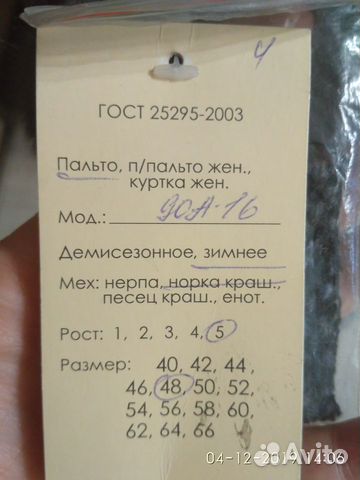 ч
ГОСТ 25295-2003
Пальто, п/пальто жен.,
куртка жен.
Мод.: 90А-16
Демисезонное, зимнее
Мех: нерпа, норка краш.,
песец краш., енот.
Рост: 1, 2, 3, 4, 5
Размер: 40, 42, 44,
46, 48, 50, 52,
54, 56, 58, 60,
62, 64, 66
04-12-2019 14:06
Avito